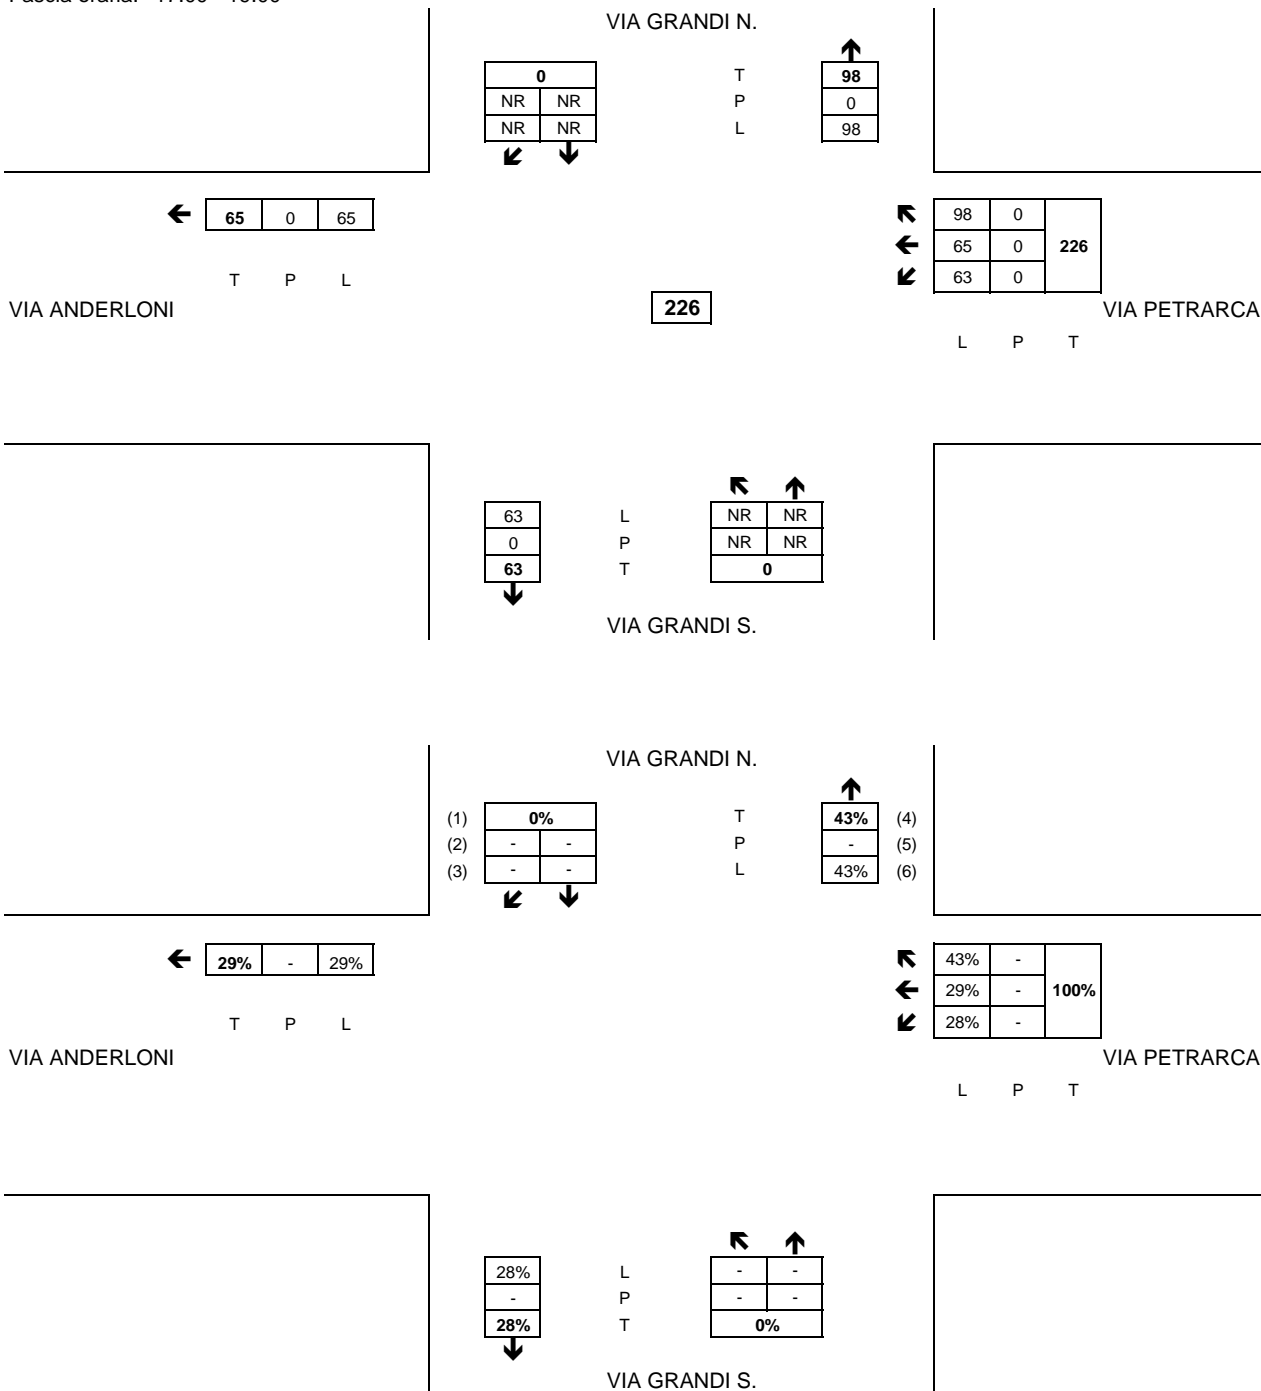 VIA GRANDI N.
0 T 98
NR NR P 0
NR NR L 98
65 0 65
T P L
98 0
65 0 226
63 0
VIA ANDERLONI 226 VIA PETRARCA
L P T
63 L NR NR
0 P NR NR
63 T 0
VIA GRANDI S.
VIA GRANDI N.
(1) 0% T 43% (4)
(2) - - P - (5)
(3) - - L 43% (6)
29% - 29%
T P L
43% -
29% - 100%
28% -
VIA ANDERLONI VIA PETRARCA
L P T
28% L - -
- P - -
28% T 0%
VIA GRANDI S.